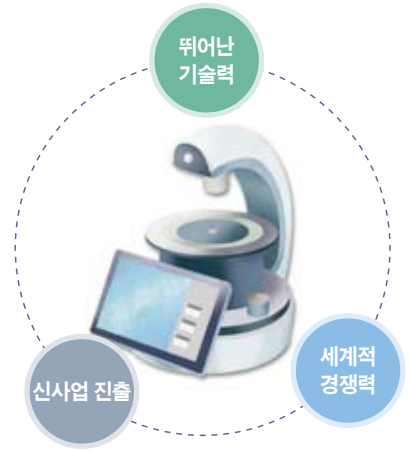 뛰어난
기술력
세계적
경쟁력
신사업 진출